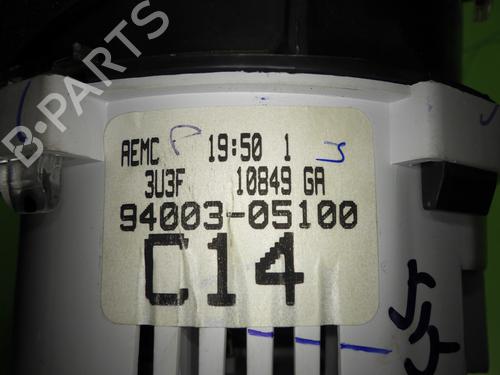 B-PARTS
AEMC P 19:50 1
3U3F 10849 GA
94003-05100
C14